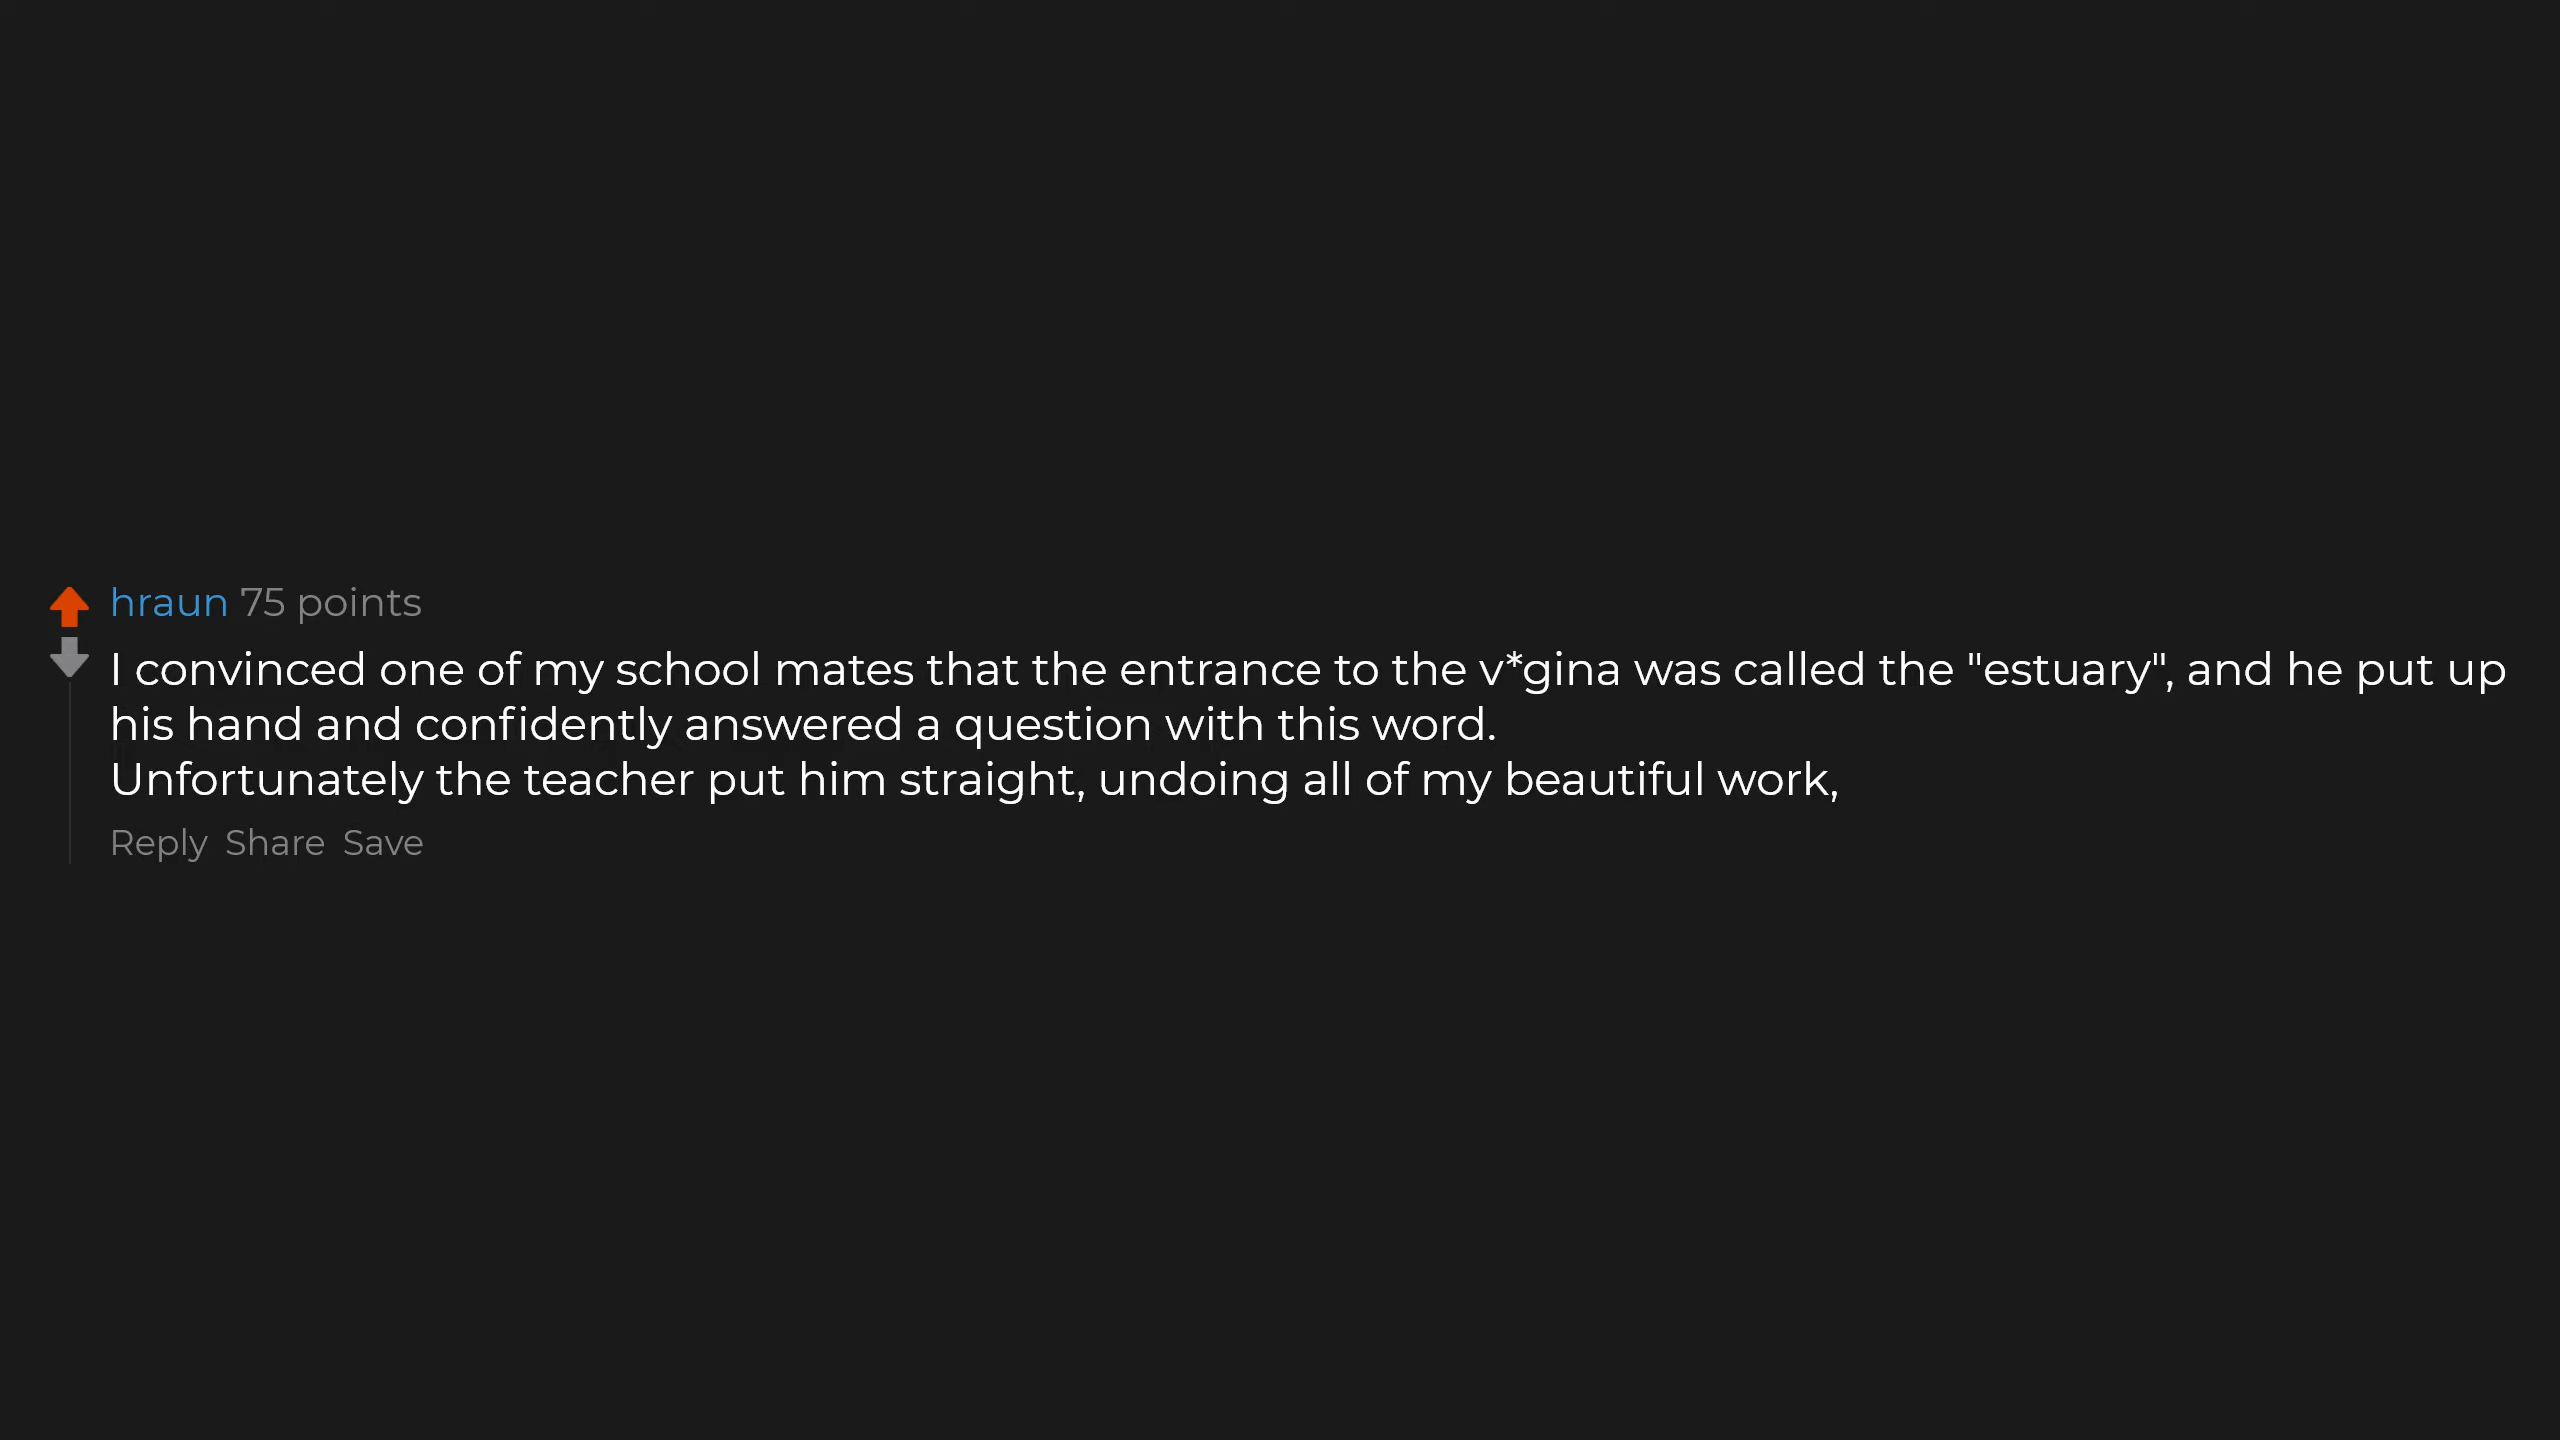 hraun 75 points
I convinced one of my school mates that the entrance to the v*gina was called the "estuary", and he put up
his hand and confidently answered a question with this word.
Unfortunately the teacher put him straight, undoing all of my beautiful work,
Reply Share Save